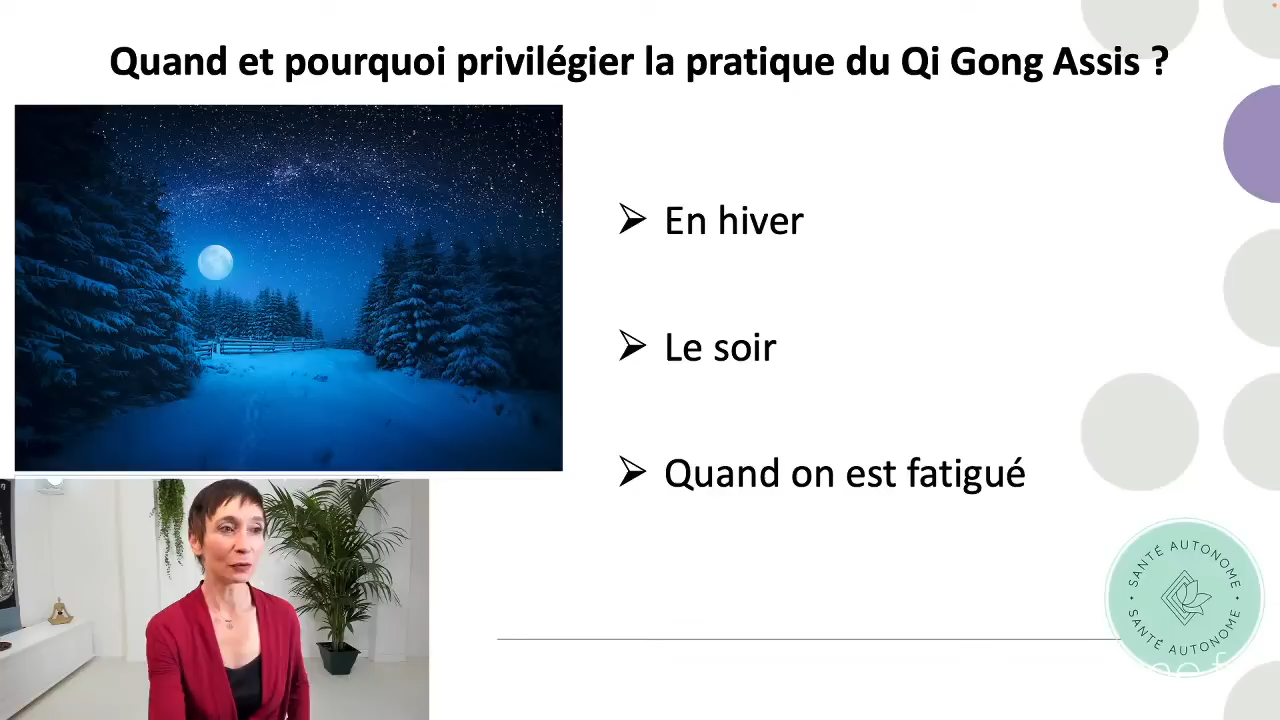 Quand et pourquoi privilégier la pratique du Qi Gong Assis ?
➢ En hiver
➢ Le soir
➢ Quand on est fatigué
• SANTÉ AUTONOME •
SANTÉ AUTONOME